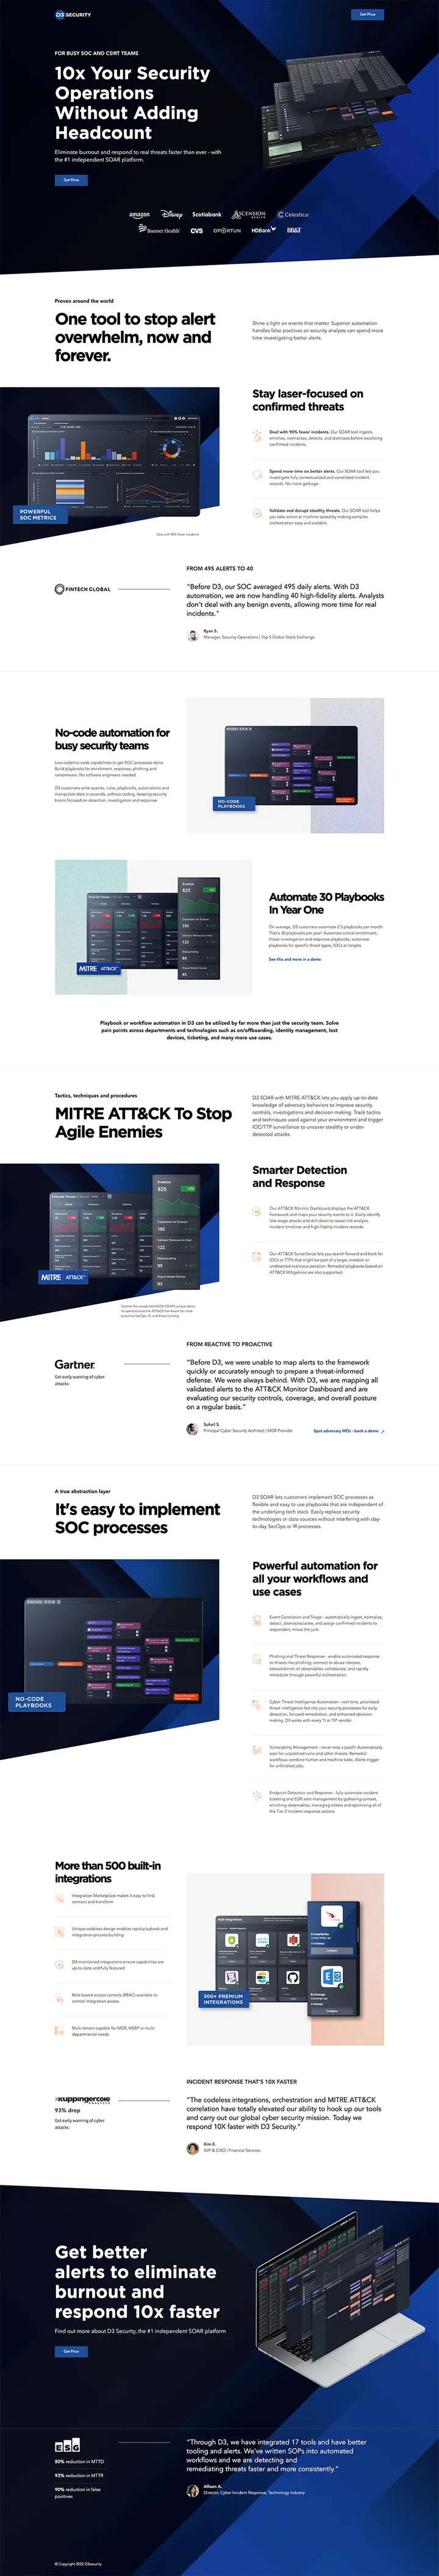 D3 SECURITY
Get Price
FOR BUSY SOC AND CSIRT TEAMS
10x Your Security
Operations
Without Adding
Headcount
Eliminate burnout and respond to real threats faster than ever - with
the #1 independent SOAR platform.
Get Price
amazon Disney Scotiabank ASCENSION Celestica
Banner Health CVS OPORTUN HDBank BB&T
Proven around the world
One tool to stop alert
overwhelm, now and
forever.
Shine a light on events that matter. Superior automation
handles false positives so security analysts can spend more
time investigating better alerts.
Stay laser-focused on
confirmed threats
Deal with 90% fewer incidents. Our SOAR tool ingests,
enriches, normalises, detects, and dismisses before escalating
confirmed incidents.
Spend more time on better alerts. Our SOAR tool lets you
investigate fully contextualized and correlated incident
records. No more garbage.
Validate and disrupt stealthy threats. Our SOAR tool helps
you take action at machine speed by making complex
orchestration easy and scalable.
POWERFUL
SOC METRICS
FROM 495 ALERTS TO 40
FINTECH GLOBAL
"Before D3, our SOC averaged 495 daily alerts. With D3
automation, we are now handling 40 high-fidelity alerts. Analysts
don't deal with any benign events, allowing more time for real
incidents."
Ryan S.
Manager, Security Operations | Top 5 Global Stock Exchange
No-code automation for
busy security teams
Low-code/no-code capabilities to get SOC processes done.
Build playbooks for enrichment, response, phishing and
ransomware. No software engineers needed.
D3 customers write queries, rules, playbooks, automations and
manipulate data in seconds, without coding, keeping security
brains focused on detection, investigation and response.
NO-CODE
PLAYBOOKS
MITRE ATT&CK
Automate 30 Playbooks
In Year One
On average, D3 customers automate 2.5 playbooks per month.
That's 30 playbooks per year! Automate critical enrichment,
threat investigation and response playbooks; automate
playbooks for specific threat types, IOCs or targets.
See this and more in a demo
Playbook or workflow automation in D3 can be utilized by far more than just the security team. Solve
pain points across departments and technologies such as on/offboarding, identity management, lost
devices, ticketing, and many more use cases.
Tactics, techniques and procedures
MITRE ATT&CK To Stop
Agile Enemies
D3 SOAR with MITRE ATT&CK lets you apply up-to-date
knowledge of adversary behaviors to improve security
controls, investigations and decision making. Track tactics
and techniques used against your environment and trigger
IOC/TTP surveillance to uncover stealthy or under-
detected attacks.
Smarter Detection
and Response
Our ATT&CK Monitor Dashboard displays the ATT&CK
framework and maps your security events to it. Easily identify
late-stage attacks and drill down to reveal link analysis,
incident timelines and high-fidelity incident records.
Our ATT&CK Surveillance lets you search forward and back for
IOCs or TTPs that might be part of a larger, stealthy or
undetected malicious operation. Remedial playbooks based on
ATT&CK Mitigations are also supported.
MITRE ATT&CK
FROM REACTIVE TO PROACTIVE
Gartner
Get early warning of cyber
attacks
"Before D3, we were unable to map alerts to the framework
quickly or accurately enough to prepare a threat-informed
defense. We were always behind. With D3, we are mapping all
validated alerts to the ATT&CK Monitor Dashboard and are
evaluating our security controls, coverage, and overall posture
on a regular basis."
Suhail S.
Principal Cyber Security Architect | MDR Provider
Spot adversary MOs - book a demo
A true abstraction layer
It's easy to implement
SOC processes
D3 SOAR lets customers implement SOC processes as
flexible and easy to use playbooks that are independent of
the underlying tech stack. Easily replace security
technologies or data sources without interfering with day-
to-day SecOps or IR processes.
Powerful automation for
all your workflows and
use cases
NO-CODE
PLAYBOOKS
Event Correlation and Triage - automatically ingest, normalize,
detect, dismiss/escalate, and assign confirmed incidents to
responders, minus the junk.
Phishing and Threat Response - enable automated response
to threats like phishing: connect to abuse inboxes,
extract/enrich all observables, collaborate, and rapidly
remediate through powerful orchestration.
Cyber Threat Intelligence Automation - real-time, prioritised
threat intelligence fed into your security processes for early
detection, focused remediation, and enhanced decision-
making. D3 works with every TI or TIP vendor.
Vulnerability Management - never miss a patch! Automatically
scan for unpatched vulns and other threats. Remedial
workflows combine human and machine tasks. Alerts trigger
for unfinished jobs.
Endpoint Detection and Response - fully automate incident
ticketing and EDR alert management by gathering context,
enriching observables, managing tickets and optimising all of
the Tier 2 incident response actions.
More than 500 built-in
integrations
Integration Marketplace makes it easy to find,
connect and transform
Unique codeless design enables rapid playbook and
integration process building
D3-maintained integrations ensure capabilities are
up-to-date and fully featured
Role-based access controls (RBAC) available to
control integration access
Multi-tenant capable for MDR, MSSP or multi-
departmental needs
500+ PREMIUM
INTEGRATIONS
INCIDENT RESPONSE THAT'S 10X FASTER
kuppingercole
ANALYSTS
93% drop
Get early warning of cyber
attacks
"The codeless integrations, orchestration and MITRE ATT&CK
correlation have totally elevated our ability to hook up our tools
and carry out our global cyber security mission. Today we
respond 10X faster with D3 Security."
Kim E.
SVP & CISO | Financial Services
Get better
alerts to eliminate
burnout and
respond 10x faster
Find out more about D3 Security, the #1 independent SOAR platform
Get Price
ESG
80% reduction in MTTD
93% reduction in MTTR
90% reduction in false
positives
"Through D3, we have integrated 17 tools and have better
tooling and alerts. We've written SOPs into automated
workflows and we are detecting and
remediating threats faster and more consistently."
Allison A.
Director, Cyber Incident Response, Technology Industry
© Copyright 2022 D3security